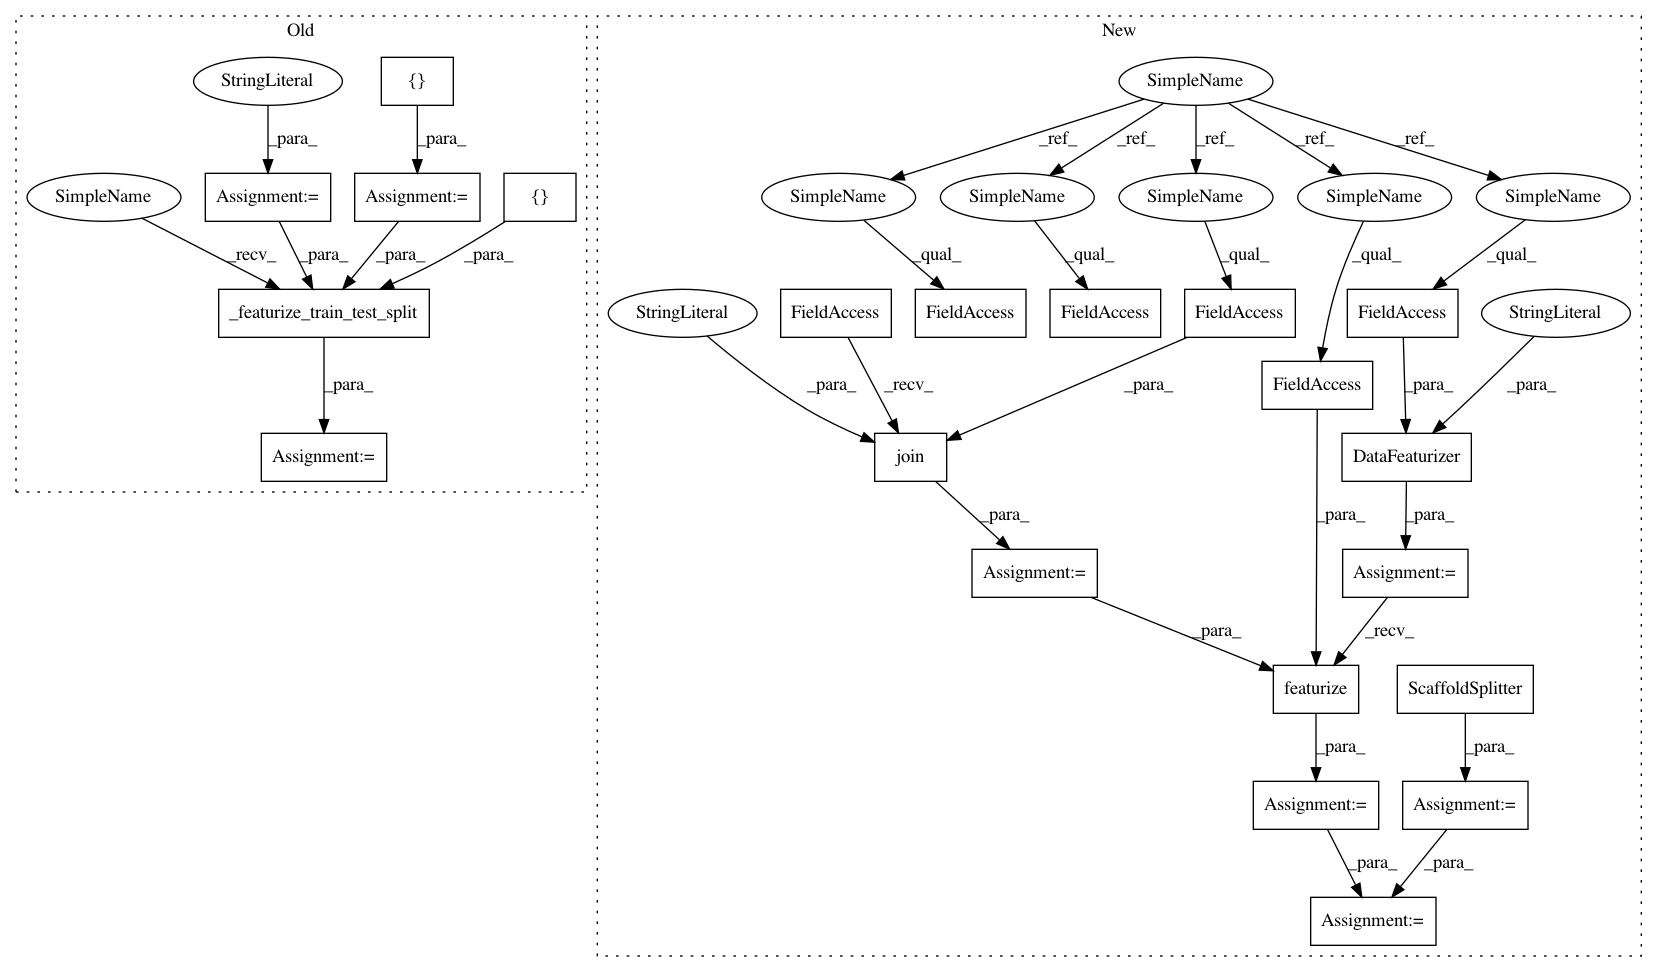 Old
New
StringLiteral
{}
SimpleName
_para_
_para_
_ref_
_ref_
_ref_
_ref_
_ref_
SimpleName
Assignment:=
Assignment:=
{}
SimpleName
SimpleName
SimpleName
SimpleName
SimpleName
_recv_
_para_
_para_
_para_
_qual_
_qual_
_qual_
_qual_
_qual_
_featurize_train_test_split
StringLiteral
FieldAccess
FieldAccess
FieldAccess
FieldAccess
FieldAccess
StringLiteral
_para_
_para_
_recv_
_para_
FieldAccess
_para_
_para_
Assignment:=
join
DataFeaturizer
_para_
_para_
_para_
Assignment:=
Assignment:=
_para_
_recv_
featurize
ScaffoldSplitter
_para_
_para_
Assignment:=
Assignment:=
_para_
_para_
Assignment:=